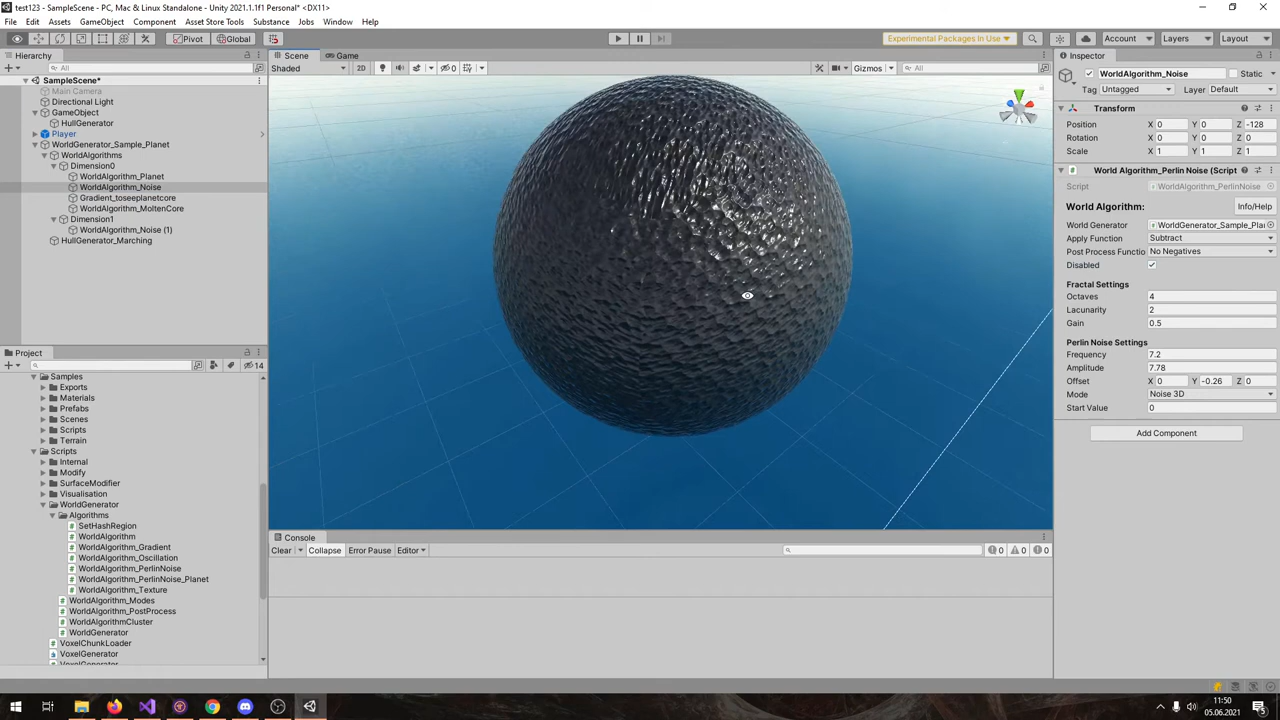 test123 - SampleScene - PC, Mac & Linux Standalone - Unity 2021.1.1f1 Personal* <DX11>
File Edit Assets GameObject Component Asset Store Tools Substance Jobs Window Help
Pivot Global Experimental Packages In Use Account Layers Layout
Hierarchy Scene Game Inspector
All
Shaded 2D 0 Gizmos All
SampleScene*
Main Camera
Directional Light
GameObject
HullGenerator
Player
WorldGenerator_Sample_Planet
WorldAlgorithms
Dimension0
WorldAlgorithm_Planet
WorldAlgorithm_Noise
Gradient_toseeplanetcore
WorldAlgorithm_MoltenCore
Dimension1
WorldAlgorithm_Noise (1)
HullGenerator_Marching
Project
14
Samples
Exports
Materials
Prefabs
Scenes
Scripts
Terrain
Scripts
Internal
Modify
SurfaceModifier
Visualisation
WorldGenerator
Algorithms
SetHashRegion
WorldAlgorithm
WorldAlgorithm_Gradient
WorldAlgorithm_Oscillation
WorldAlgorithm_PerlinNoise
WorldAlgorithm_PerlinNoise_Planet
WorldAlgorithm_Texture
WorldAlgorithm_Modes
WorldAlgorithm_PostProcess
WorldAlgorithmCluster
WorldGenerator
VoxelChunkLoader
VoxelGenerator
Console
Clear Collapse Error Pause Editor 0 0 0
WorldAlgorithm_Noise Static
Tag Untagged Layer Default
Transform
Position X 0 Y 0 Z -128
Rotation X 0 Y 0 Z 0
Scale X 1 Y 1 Z 1
World Algorithm_Perlin Noise (Script
Script WorldAlgorithm_PerlinNoise
World Algorithm: Info/Help
World Generator WorldGenerator_Sample_Pla
Apply Function Subtract
Post Process Functio No Negatives
Disabled
Fractal Settings
Octaves 4
Lacunarity 2
Gain 0.5
Perlin Noise Settings
Frequency 7.2
Amplitude 7.78
Offset X 0 Y -0.26 Z 0
Mode Noise 3D
Start Value 0
Add Component
11:50
05.06.2021